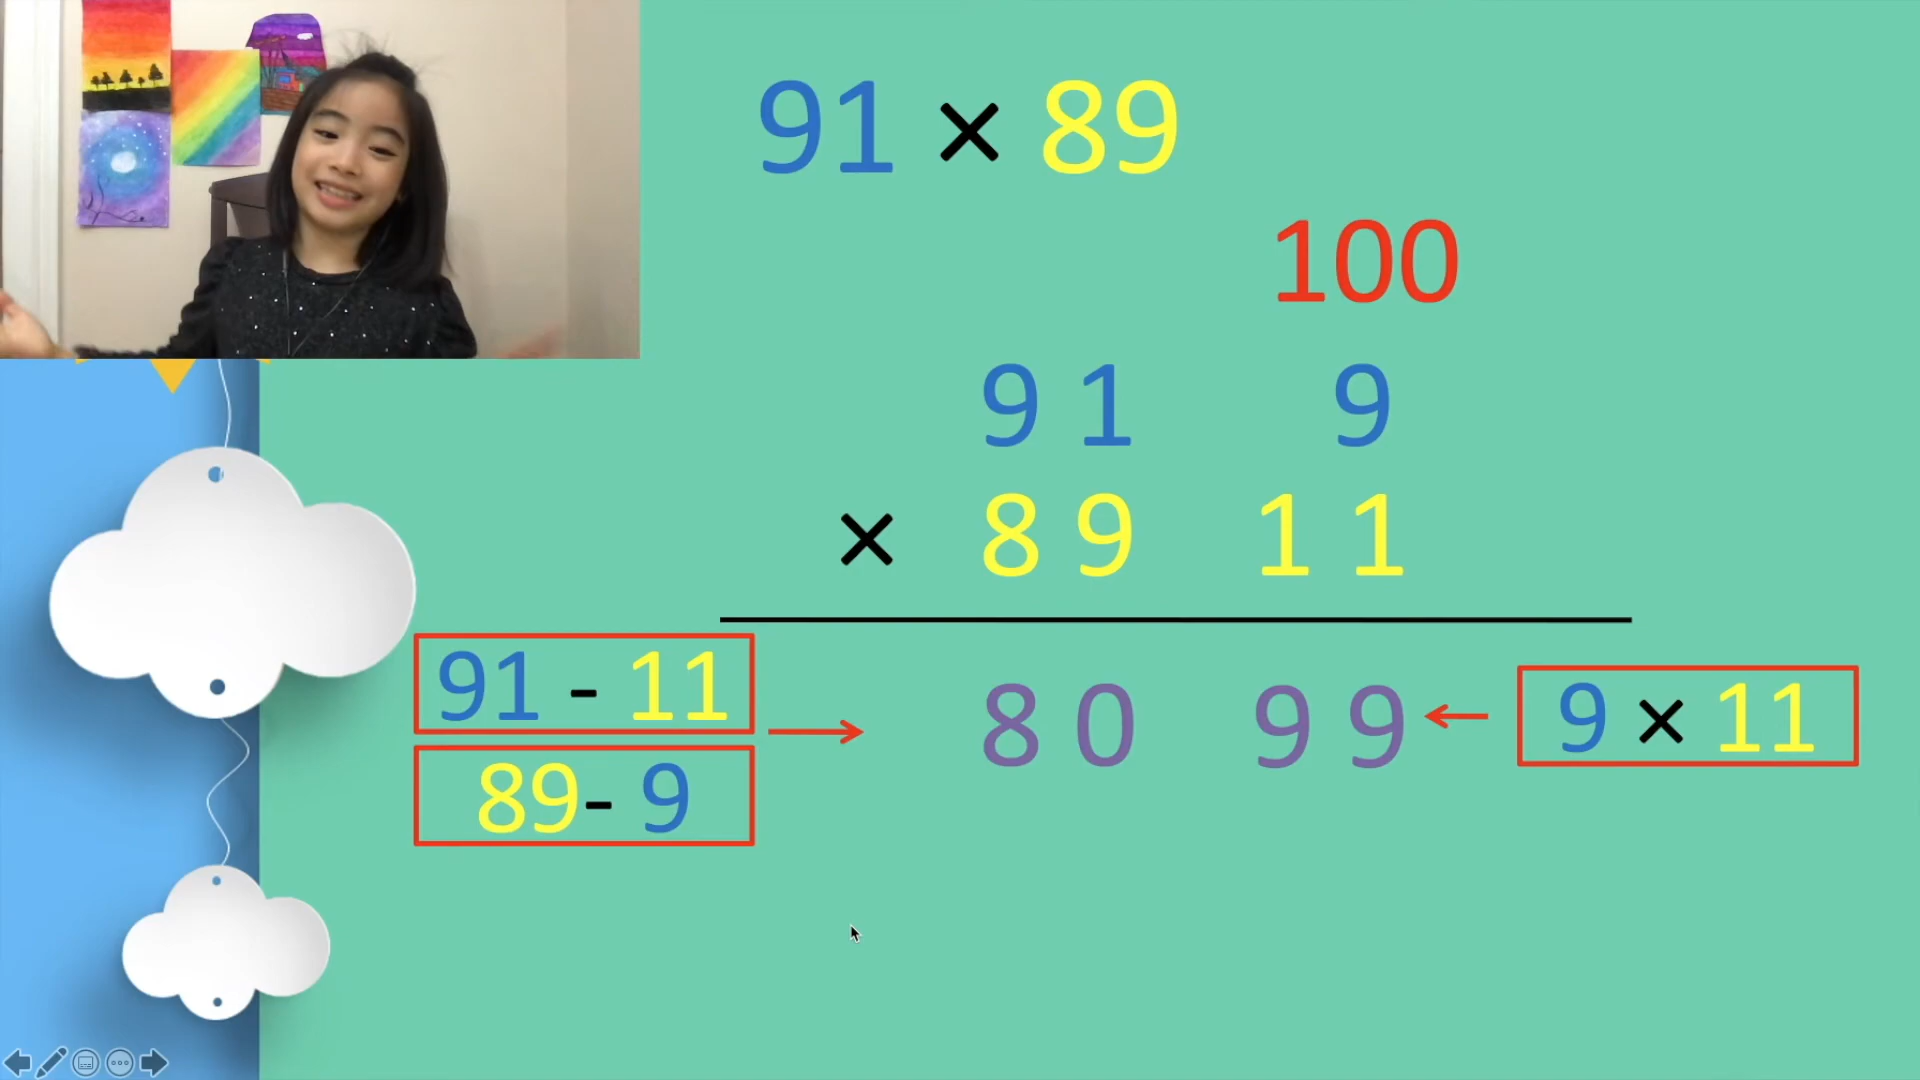 91 × 89
100
9 1 9
× 8 9 1 1
91 - 11
8 0 9 9
9 × 11
89- 9